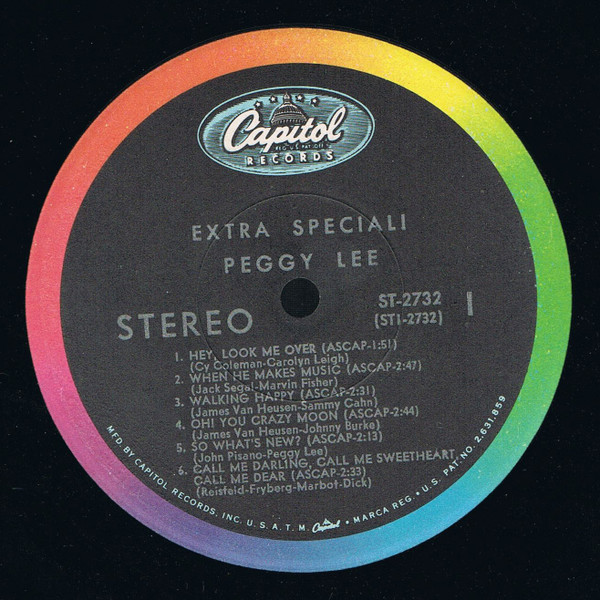 Capitol
REG. U.S. PAT. OFF.
RECORDS
EXTRA SPECIAL!
PEGGY LEE
STEREO
ST-2732
(ST1-2732)
1
1. HEY, LOOK ME OVER (ASCAP-1:51)
(Cy Coleman-Carolyn Leigh)
2. WHEN HE MAKES MUSIC (ASCAP-2:47)
(Jack Segal-Marvin Fisher)
3. WALKING HAPPY (ASCAP-2:31)
(James Van Heusen-Sammy Cahn)
4. OH! YOU CRAZY MOON (ASCAP-2:44)
(James Van Heusen-Johnny Burke)
5. SO WHAT'S NEW? (ASCAP-2:13)
(John Pisano-Peggy Lee)
6. CALL ME DARLING, CALL ME SWEETHEART,
CALL ME DEAR (ASCAP-2:33)
(Reisfeld-Fryberg-Marbot-Dick)
MFD. BY CAPITOL RECORDS, INC. U.S.A. T.M. Capitol • MARCA REG. • U.S. PAT. NO. 2,631,859